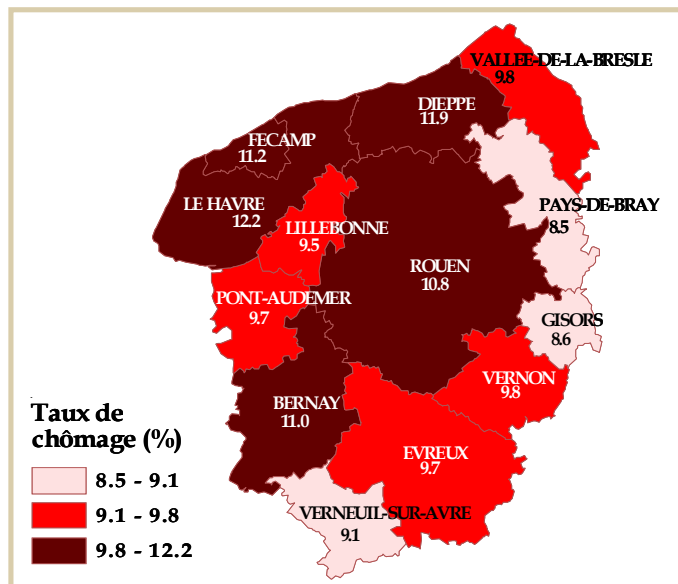 VALLEE-DE-LA-BRESLE
9.8
DIEPPE
11.9
FECAMP
11.2
PAYS-DE-BRAY
8.5
LE HAVRE
12.2
LILLEBONNE
9.5
ROUEN
10.8
PONT-AUDEMER
9.7
GISORS
8.6
VERNON
9.8
BERNAY
11.0
EVREUX
9.7
VERNEUIL-SUR-AVRE
9.1
Taux de
chômage (%)
8.5 - 9.1
9.1 - 9.8
9.8 - 12.2